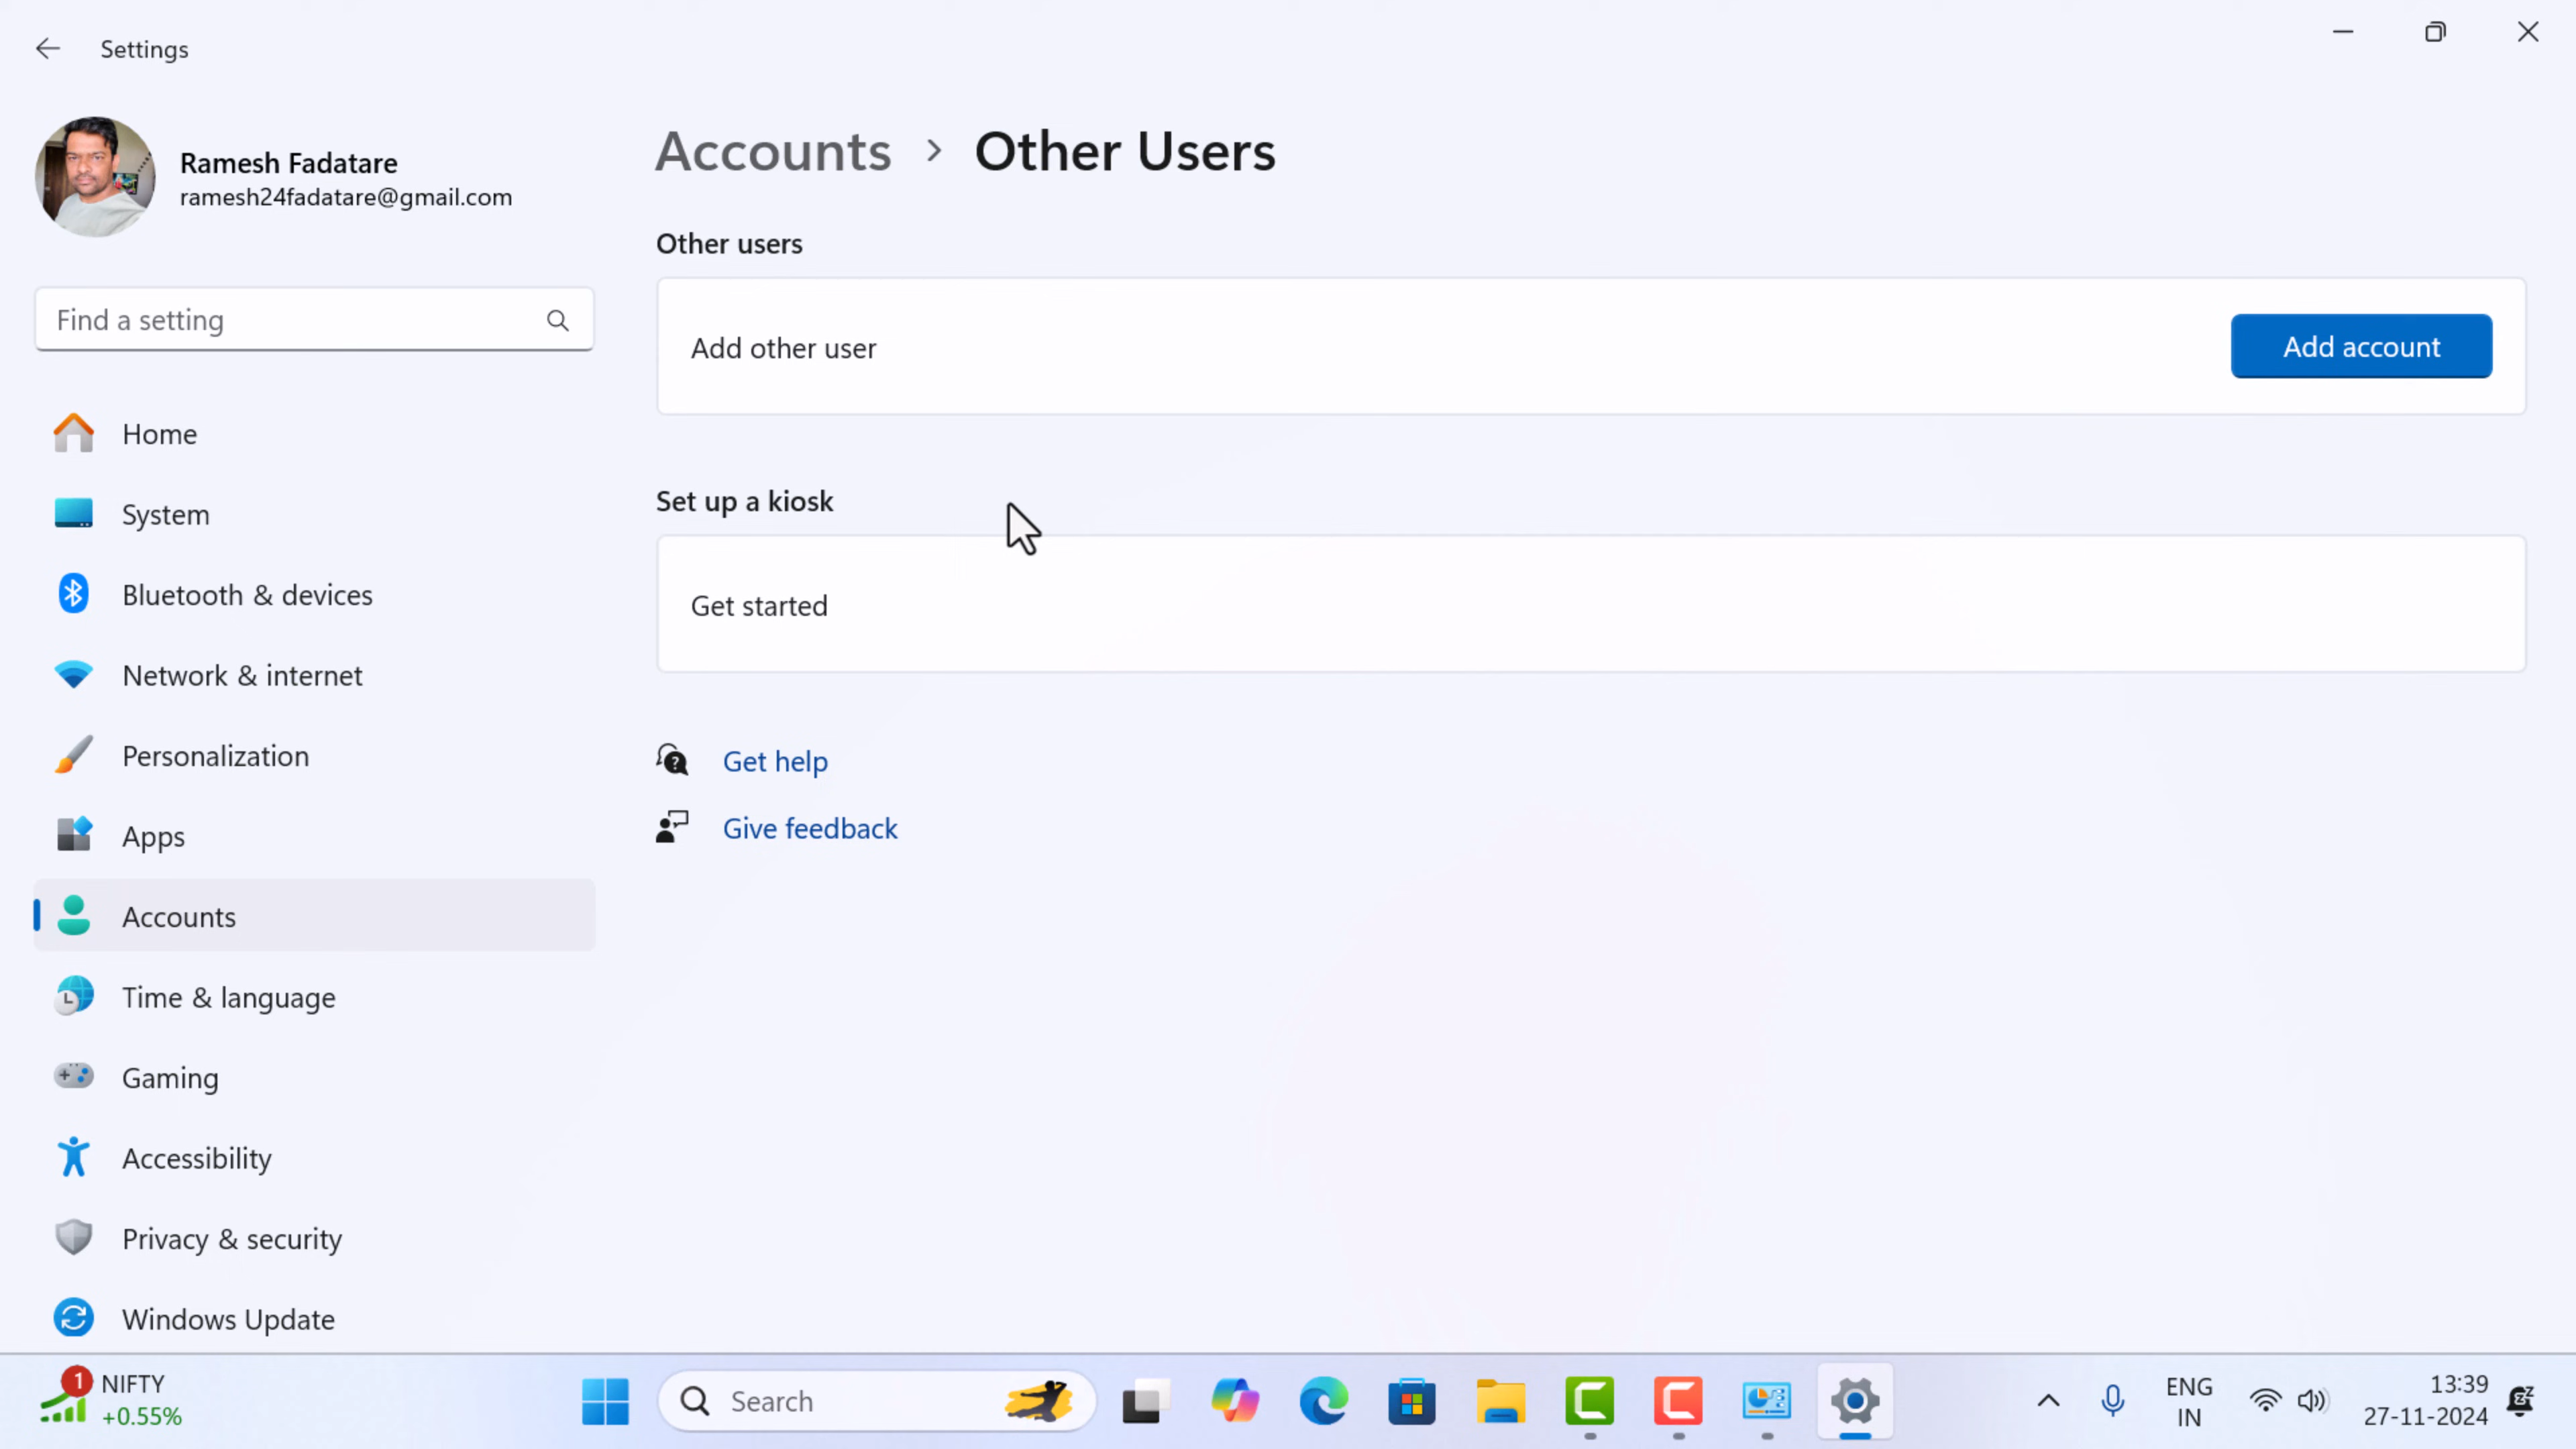 Settings
Ramesh Fadatare
ramesh24fadatare@gmail.com
Find a setting
Home
System
Bluetooth & devices
Network & internet
Personalization
Apps
Accounts
Time & language
Gaming
Accessibility
Privacy & security
Windows Update
Accounts > Other Users
Other users
Add other user
Add account
Set up a kiosk
Get started
Get help
Give feedback
1
NIFTY
+0.55%
Search
ENG
IN
13:39
27-11-2024